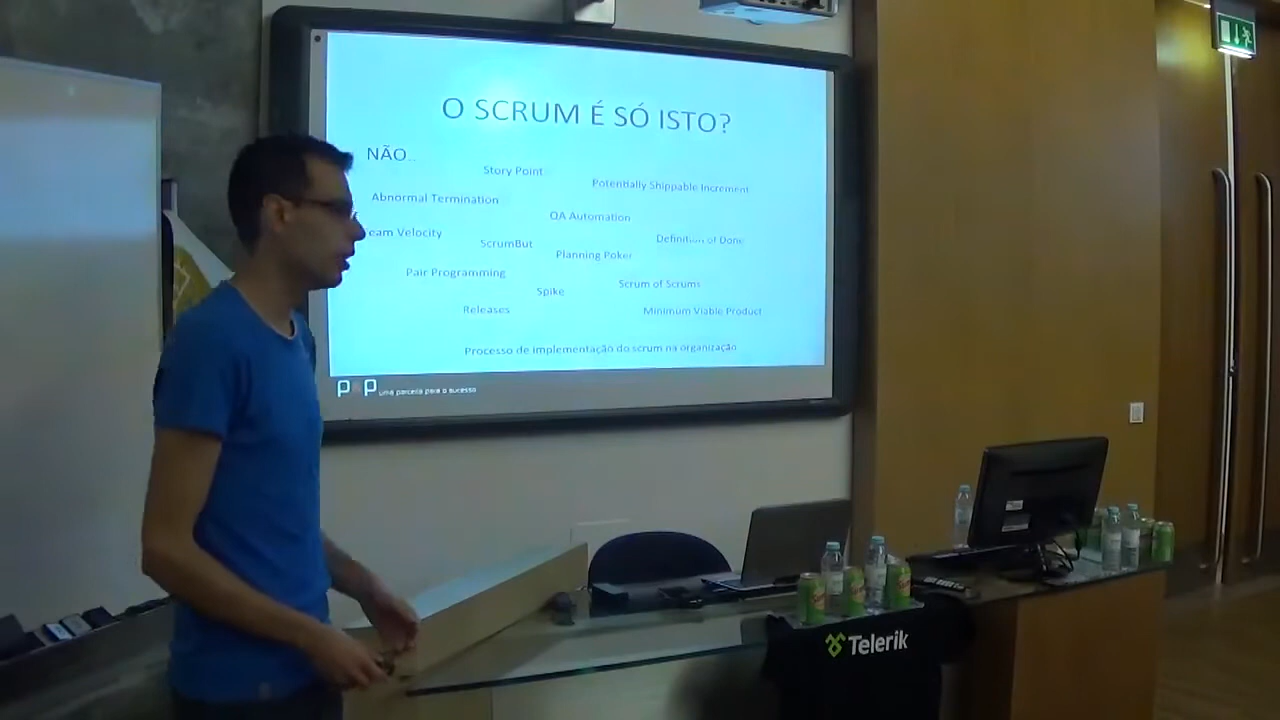 O SCRUM É SÓ ISTO?
NÃO..
Story Point
Potentially Shippable Increment
Abnormal Termination
QA Automation
eam Velocity
ScrumBut
Definition of Done
Planning Poker
Pair Programming
Scrum of Scrums
Spike
Releases
Minimum Viable Product
Processo de implementação do scrum na organização
uma parceria para o sucesso
Telerik